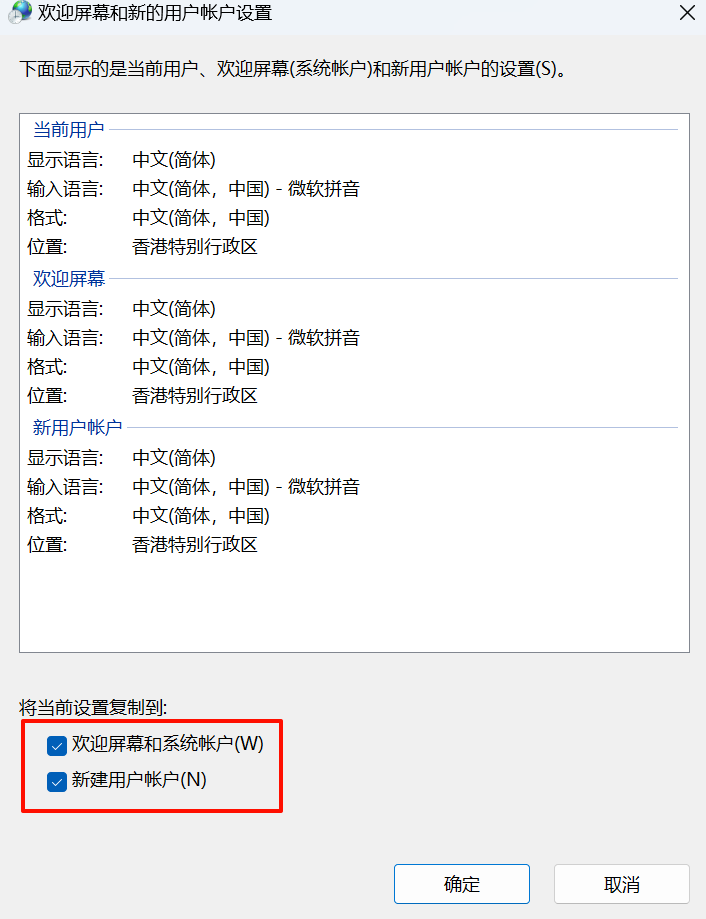 欢迎屏幕和新的用户帐户设置
下面显示的是当前用户、欢迎屏幕(系统帐户)和新用户帐户的设置(S)。
当前用户
显示语言: 中文(简体)
输入语言: 中文(简体，中国) - 微软拼音
格式: 中文(简体，中国)
位置: 香港特别行政区
欢迎屏幕
显示语言: 中文(简体)
输入语言: 中文(简体，中国) - 微软拼音
格式: 中文(简体，中国)
位置: 香港特别行政区
新用户帐户
显示语言: 中文(简体)
输入语言: 中文(简体，中国) - 微软拼音
格式: 中文(简体，中国)
位置: 香港特别行政区
将当前设置复制到:
欢迎屏幕和系统帐户(W)
新建用户帐户(N)
确定 取消